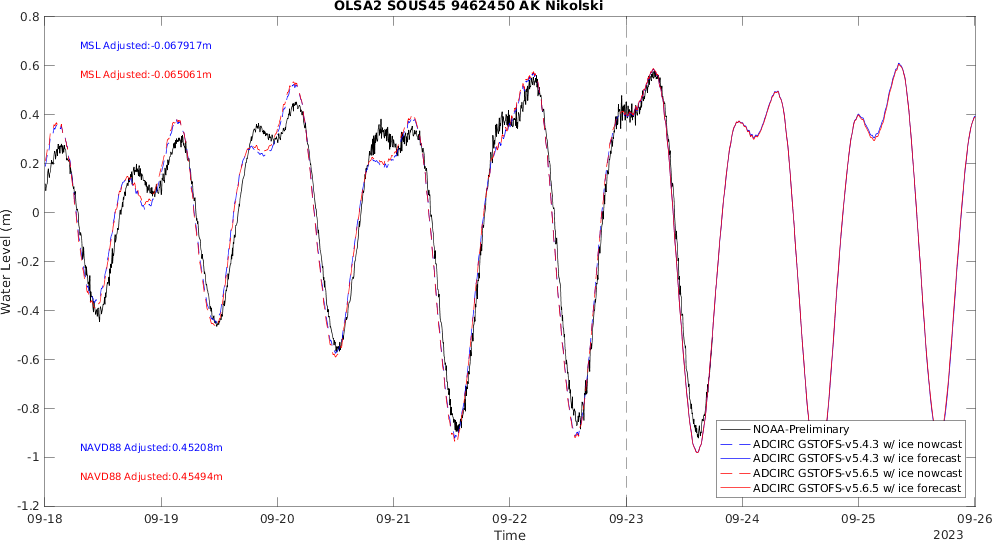 OLSA2 SOUS45 9462450 AK Nikolski
0.8
0.6
0.4
0.2
0
-0.2
-0.4
-0.6
-0.8
-1
-1.2
Water Level (m)
MSL Adjusted:-0.067917m
MSL Adjusted:-0.065061m
NAVD88 Adjusted:0.45208m
NAVD88 Adjusted:0.45494m
NOAA-Preliminary
ADCIRC GSTOFS-v5.4.3 w/ ice nowcast
ADCIRC GSTOFS-v5.4.3 w/ ice forecast
ADCIRC GSTOFS-v5.6.5 w/ ice nowcast
ADCIRC GSTOFS-v5.6.5 w/ ice forecast
09-18 09-19 09-20 09-21 09-22 09-23 09-24 09-25 09-26
Time
2023